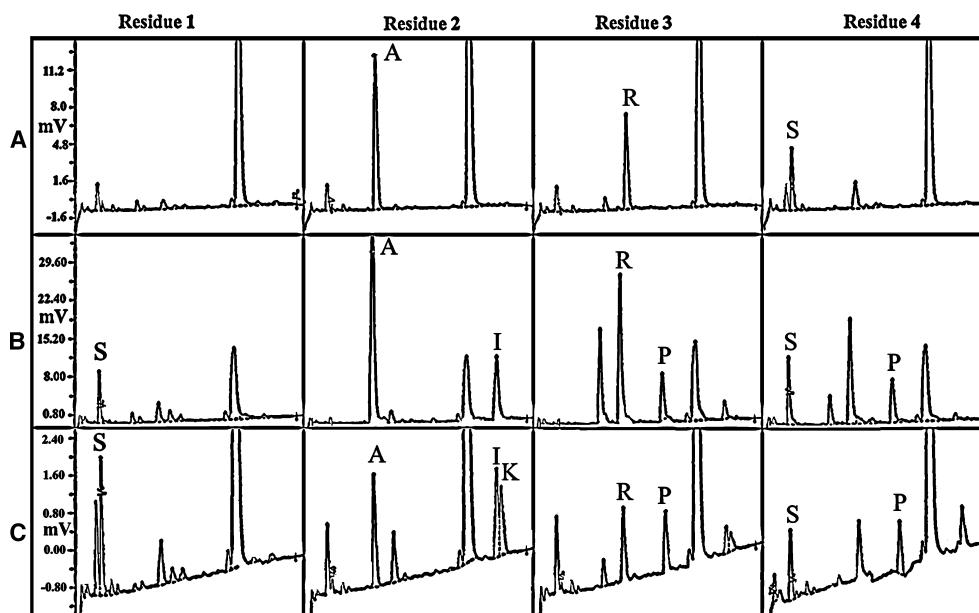 Residue 1 Residue 2 Residue 3 Residue 4
A
11.2
8.0
mV
4.8
1.6
-1.6
A
R
S
B
29.60
22.40
mV
15.20
8.00
0.80
S
A
I
R
P
S
P
C
2.40
1.60
0.80
mV
0.00
-0.80
S
A
I
K
R
P
S
P